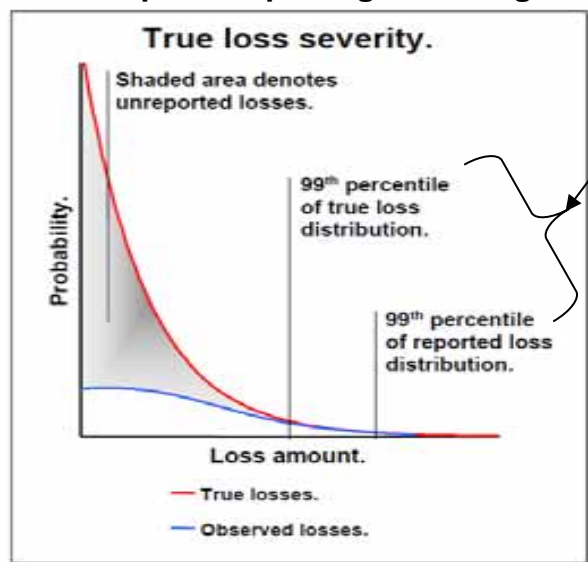 True loss severity.
Shaded area denotes
unreported losses.
99th percentile
of true loss
distribution.
99th percentile
of reported loss
distribution.
Probability.
Loss amount.
True losses.
Observed losses.